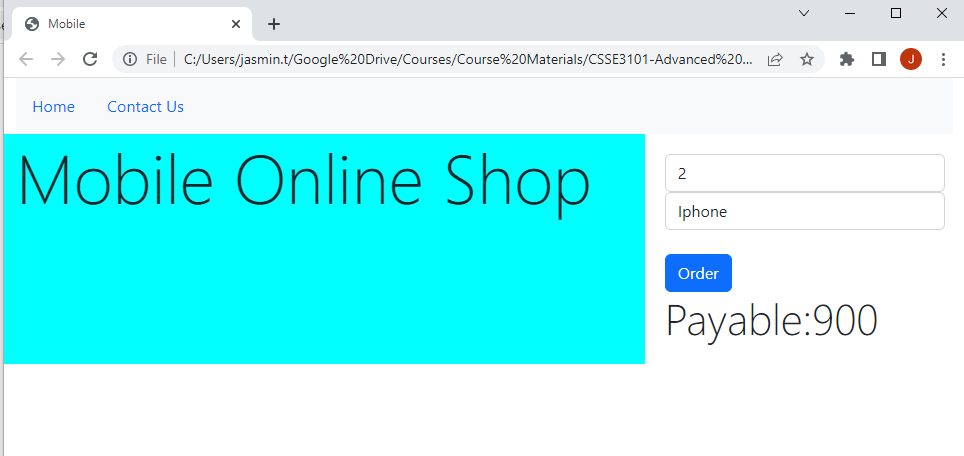 Mobile
File C:/Users/jasmin.t/Google%20Drive/Courses/Course%20Materials/CSSE3101-Advanced%20... J
Home Contact Us
Mobile Online Shop
2
Iphone
Order
Payable:900